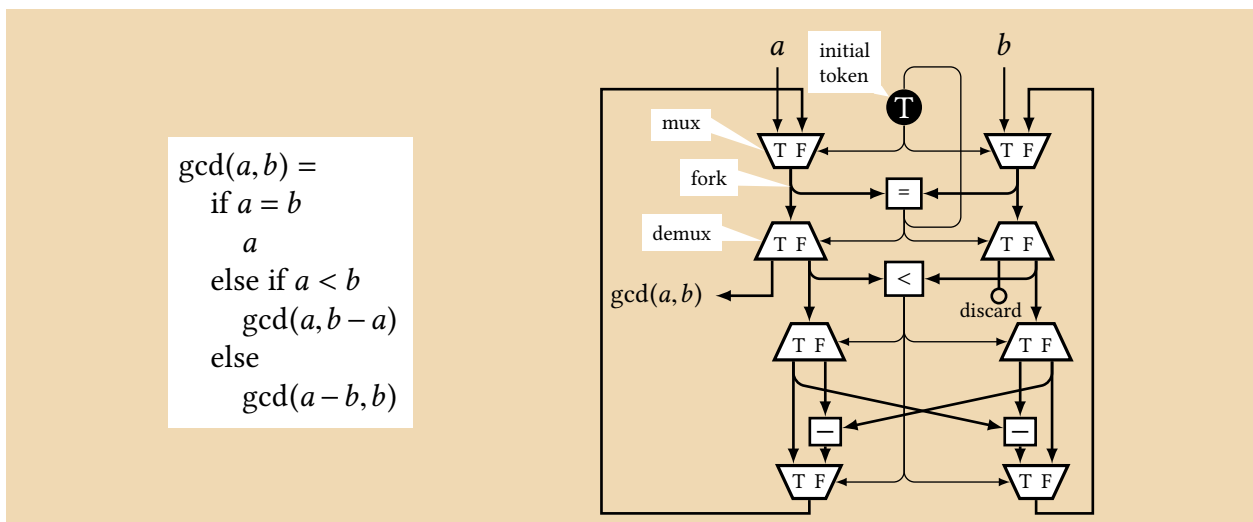 gcd(a, b) =
if a = b
a
else if a < b
gcd(a, b − a)
else
gcd(a − b, b)
a
initial
token
b
T
mux
T F
T F
fork
=
demux
T F
T F
gcd(a, b)
<
discard
T F
T F
−
−
T F
T F